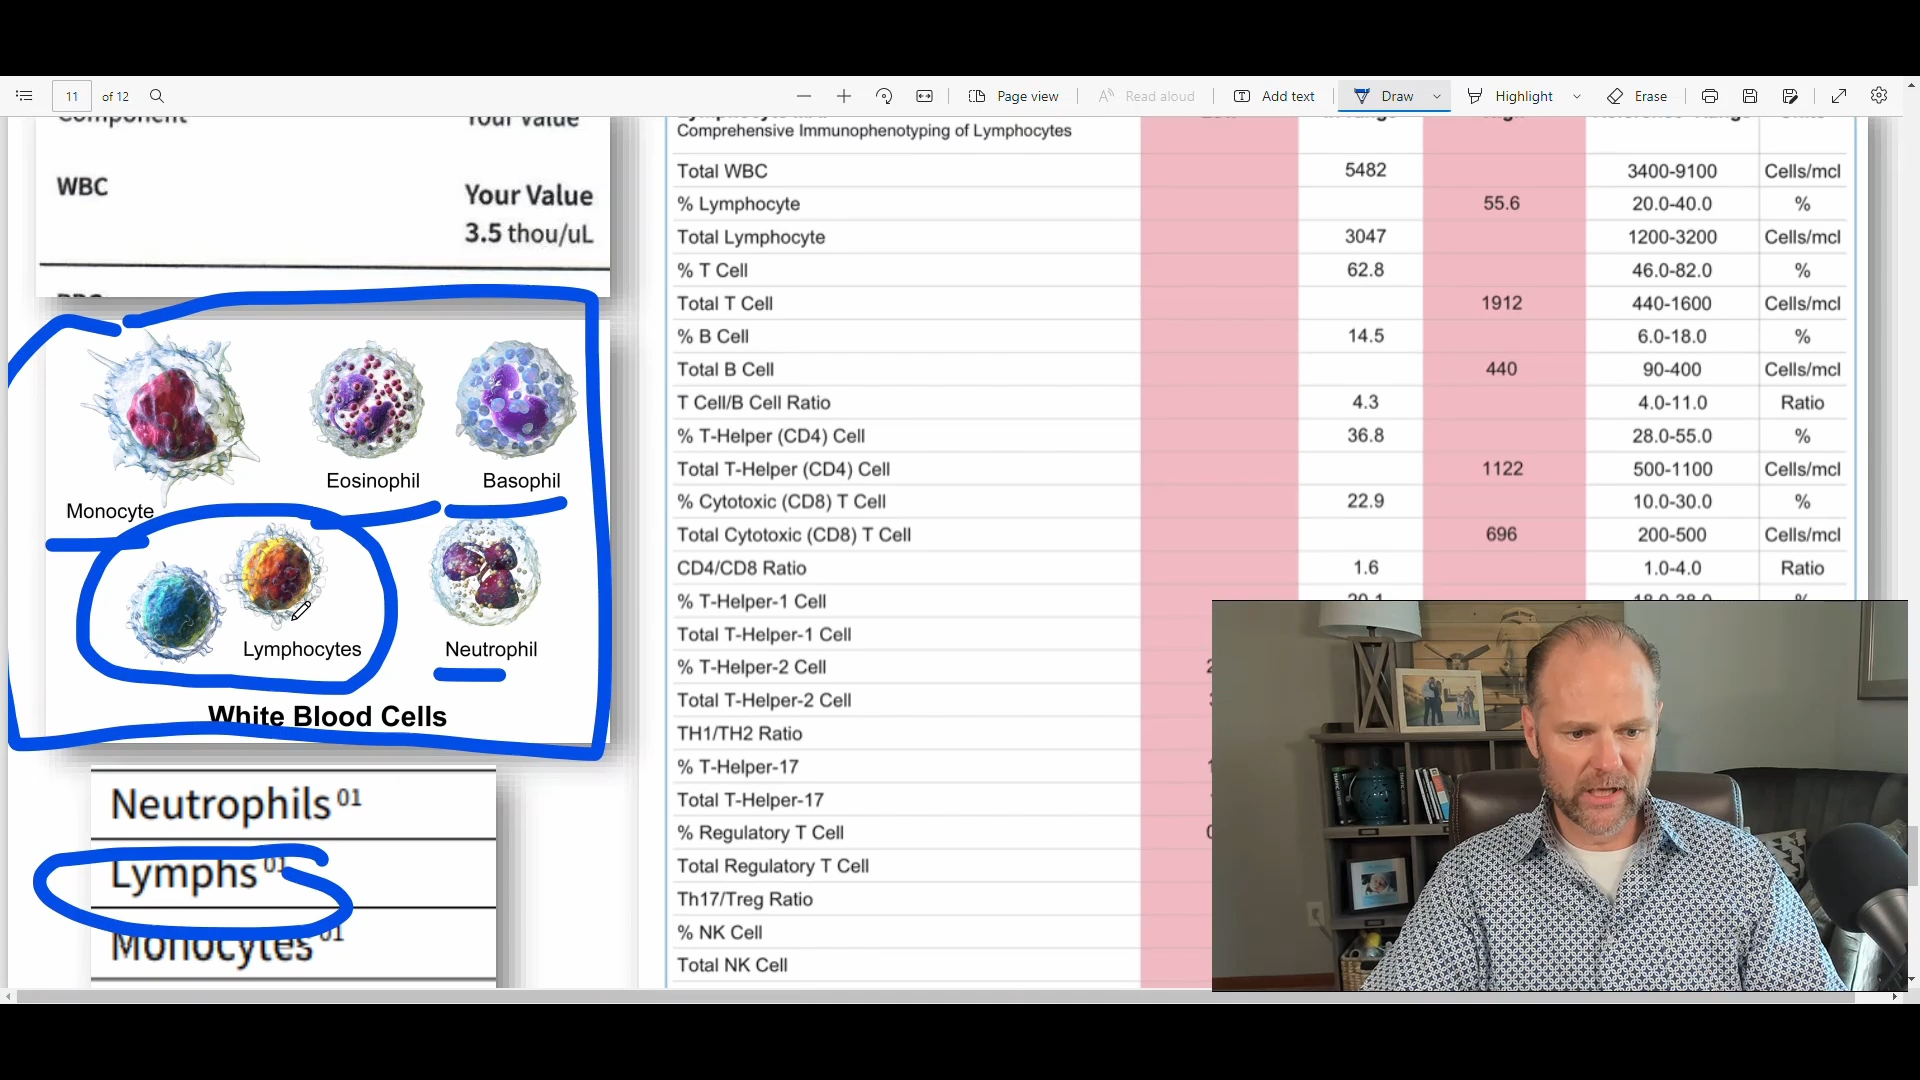 11 of 12
Page view
Read aloud
Add text
Draw
Highlight
Erase
Component Your Value
WBC
Your Value
3.5 thou/uL
Monocyte
Eosinophil
Basophil
Lymphocytes
Neutrophil
White Blood Cells
Neutrophils 01
Lymphs 01
Monocytes 01
Comprehensive Immunophenotyping of Lymphocytes
Total WBC 5482 3400-9100 Cells/mcl
% Lymphocyte 55.6 20.0-40.0 %
Total Lymphocyte 3047 1200-3200 Cells/mcl
% T Cell 62.8 46.0-82.0 %
Total T Cell 1912 440-1600 Cells/mcl
% B Cell 14.5 6.0-18.0 %
Total B Cell 440 90-400 Cells/mcl
T Cell/B Cell Ratio 4.3 4.0-11.0 Ratio
% T-Helper (CD4) Cell 36.8 28.0-55.0 %
Total T-Helper (CD4) Cell 1122 500-1100 Cells/mcl
% Cytotoxic (CD8) T Cell 22.9 10.0-30.0 %
Total Cytotoxic (CD8) T Cell 696 200-500 Cells/mcl
CD4/CD8 Ratio 1.6 1.0-4.0 Ratio
% T-Helper-1 Cell
Total T-Helper-1 Cell
% T-Helper-2 Cell
Total T-Helper-2 Cell
TH1/TH2 Ratio
% T-Helper-17
Total T-Helper-17
% Regulatory T Cell
Total Regulatory T Cell
Th17/Treg Ratio
% NK Cell
Total NK Cell